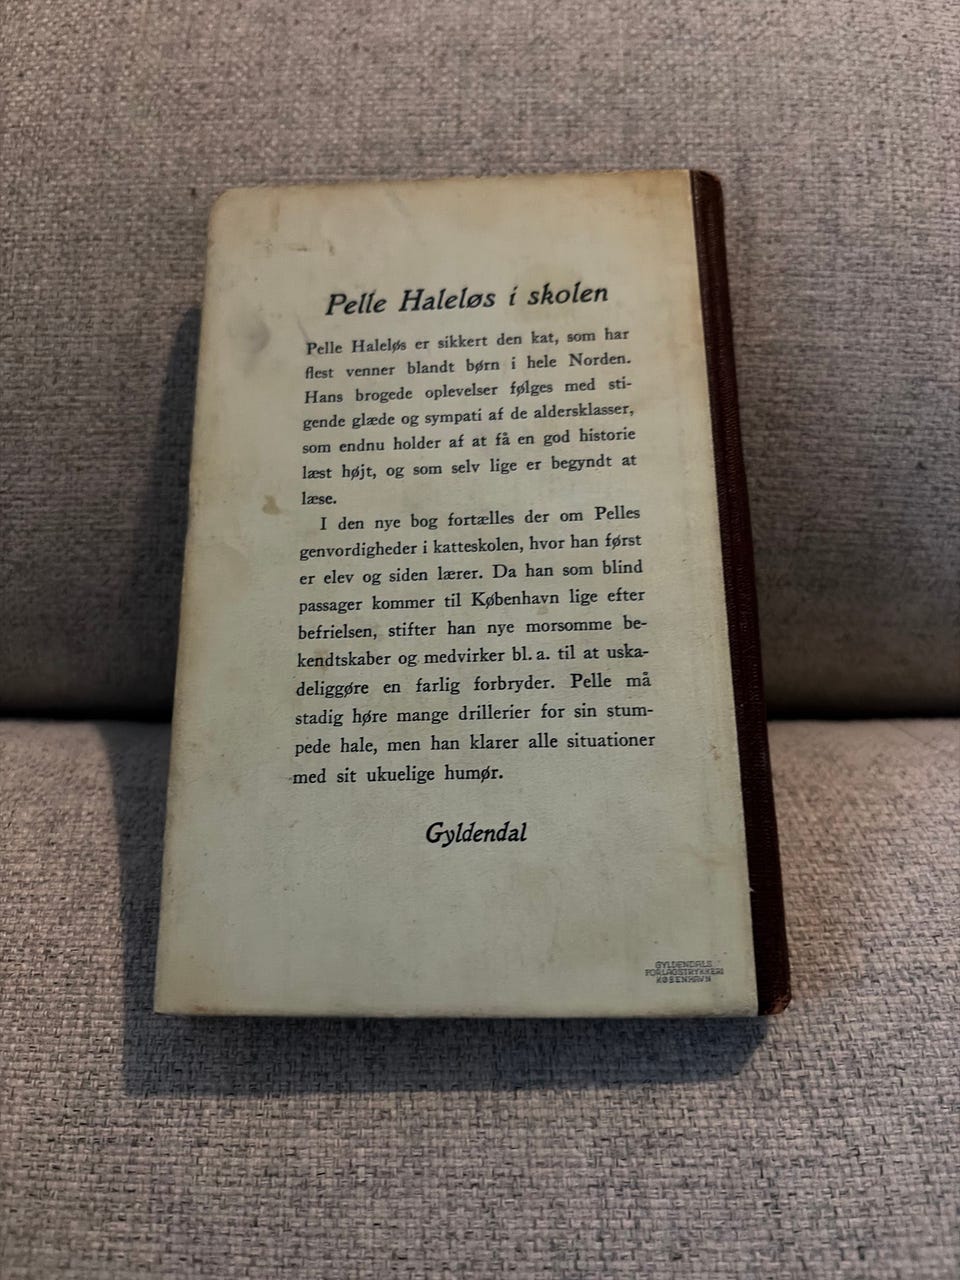 Pelle Haleløs i skolen
Pelle Haleløs er sikkert den kat, som har
flest venner blandt børn i hele Norden.
Hans brogede oplevelser følges med sti-
gende glæde og sympati af de aldersklasser,
som endnu holder af at få en god historie
læst højt, og som selv lige er begyndt at
læse.
I den nye bog fortælles der om Pelles
genvordigheder i katteskolen, hvor han først
er elev og siden lærer. Da han som blind
passager kommer til København lige efter
befrielsen, stifter han nye morsomme be-
kendtskaber og medvirker bl. a. til at uska-
deliggøre en farlig forbryder. Pelle må
stadig høre mange drillerier for sin stum-
pede hale, men han klarer alle situationer
med sit ukuelige humør.
Gyldendal
GYLDENDALS
FORLAGSTRYKKERI
KØBENHAVN